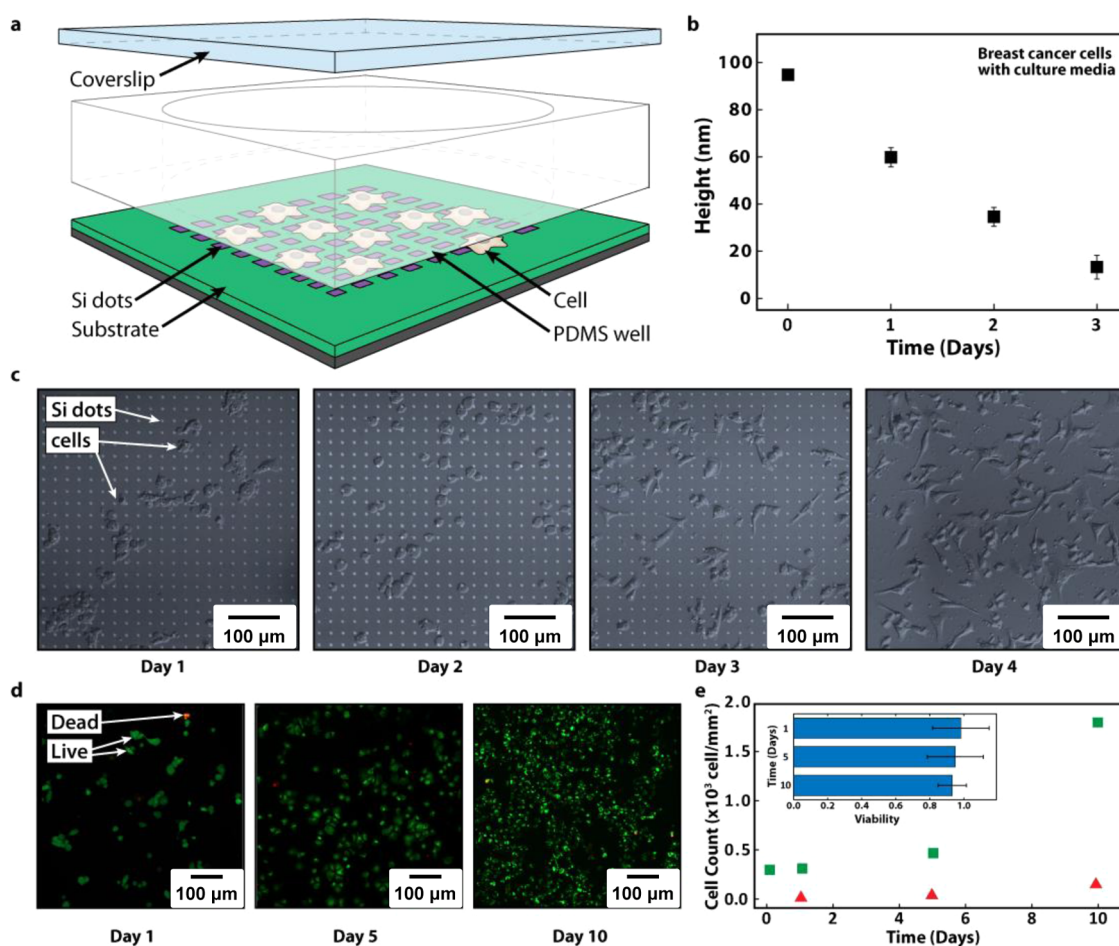 a
Coverslip
Si dots
Substrate
Cell
PDMS well
b
Breast cancer cells
with culture media
Height (nm)
100
80
60
40
20
0
0 1 2 3
Time (Days)
c
Si dots
cells
100 µm
100 µm
100 µm
100 µm
Day 1
Day 2
Day 3
Day 4
d
Dead
Live
100 µm
100 µm
100 µm
Day 1
Day 5
Day 10
e
Cell Count (x10³ cell/mm²)
2.0
1.5
1.0
0.5
0.0
0 2 4 6 8 10
Time (Days)
Time (Days)
1
5
10
0.0 0.2 0.4 0.6 0.8 1.0
Viability